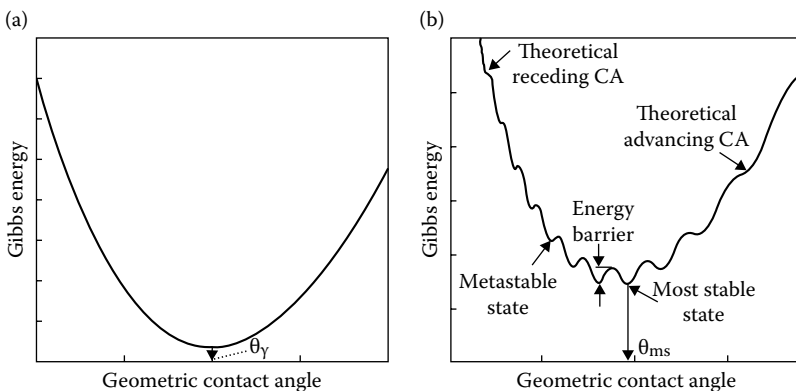 (a)
Gibbs energy
θγ
Geometric contact angle
(b)
Gibbs energy
Theoretical
receding CA
Theoretical
advancing CA
Energy
barrier
Metastable
state
Most stable
state
θms
Geometric contact angle